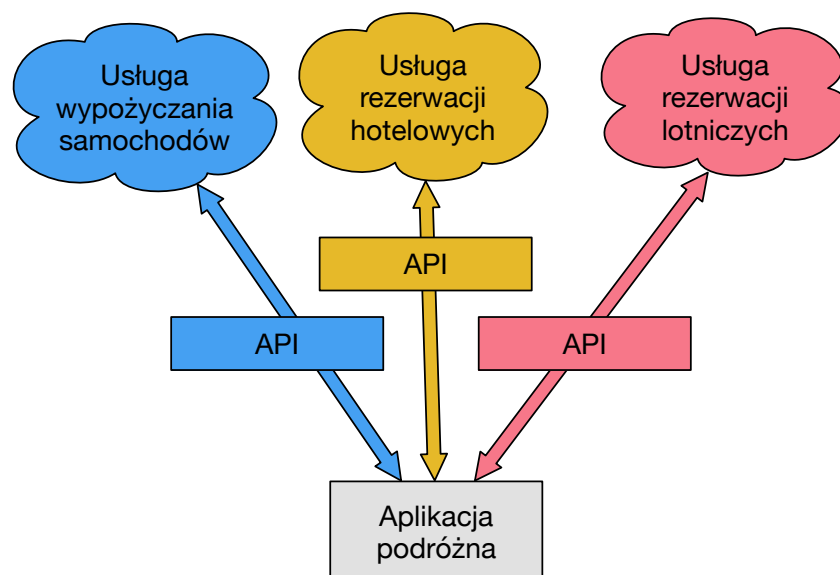 Usługa
wypożyczania
samochodów
Usługa
rezerwacji
hotelowych
Usługa
rezerwacji
lotniczych
API
API
API
Aplikacja
podróżna